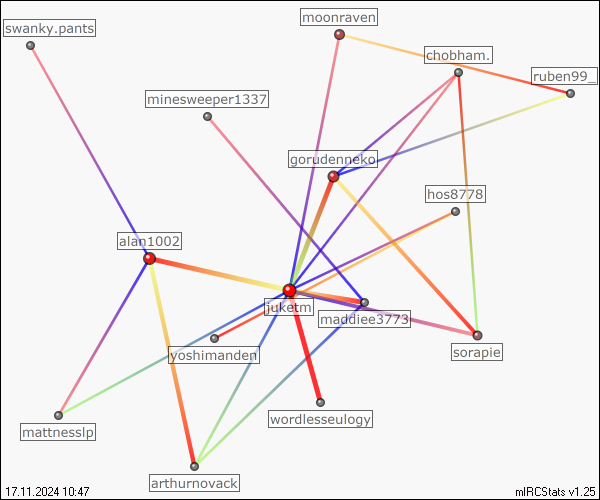 moonraven
swanky.pants
chobham.
ruben99_
minesweeper1337
gorudenneko
hos8778
alan1002
juketm
maddiee3773
yoshimanden
sorapie
wordlesseulogy
mattnesslp
arthurnovack
17.11.2024 10:47
mIRCStats v1.25